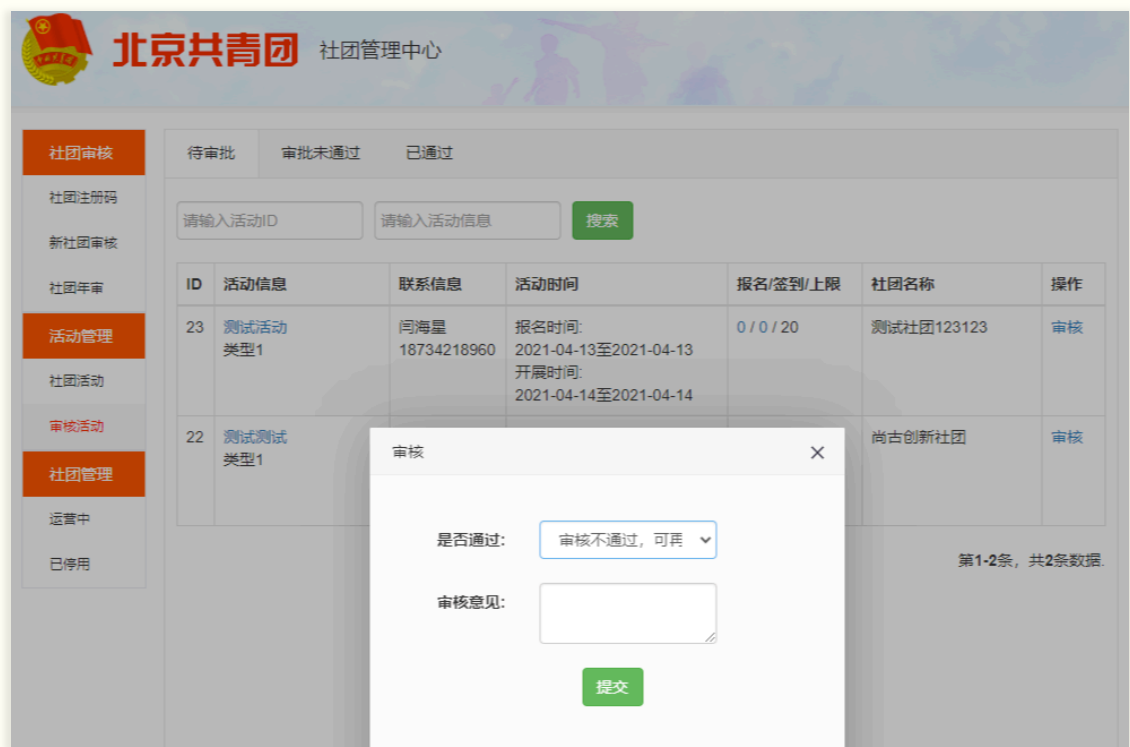 北京共青团 社团管理中心
社团审核
社团注册码
新社团审核
社团年审
活动管理
社团活动
审核活动
社团管理
运营中
已停用
待审批 审批未通过 已通过
请输入活动ID 请输入活动信息 搜索
ID 活动信息 联系信息 活动时间 报名/签到/上限 社团名称 操作
23 测试活动 闫海星 报名时间: 0 / 0 / 20 测试社团123123 审核
类型1 18734218960 2021-04-13至2021-04-13
开展时间:
2021-04-14至2021-04-14
22 测试测试 尚古创新社团 审核
类型1
审核 ×
是否通过: 审核不通过，可再
审核意见:
提交
第1-2条，共2条数据.